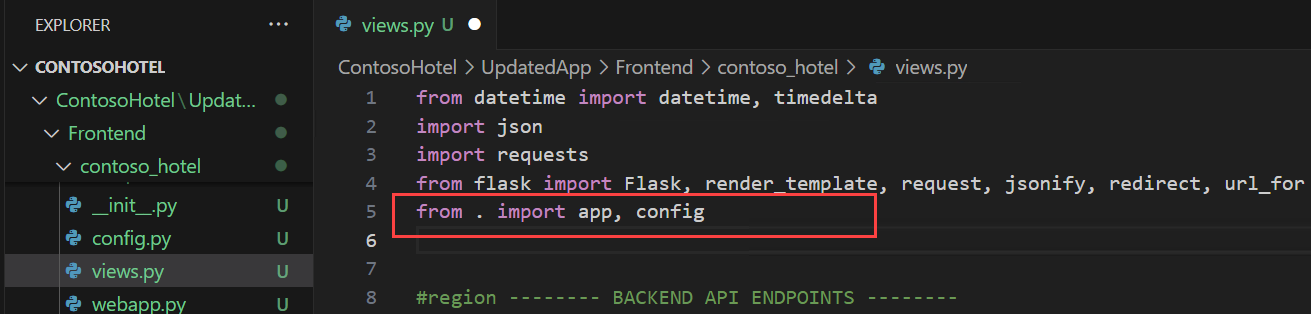 EXPLORER ...
CONTOSOHOTEL
ContosoHotel\Updat...
Frontend
contoso_hotel
__init__.py U
config.py U
views.py U
webapp.py U
views.py U
ContosoHotel > UpdatedApp > Frontend > contoso_hotel > views.py
1 from datetime import datetime, timedelta
2 import json
3 import requests
4 from flask import Flask, render_template, request, jsonify, redirect, url_for
5 from . import app, config
6
7
8 #region -------- BACKEND API ENDPOINTS --------